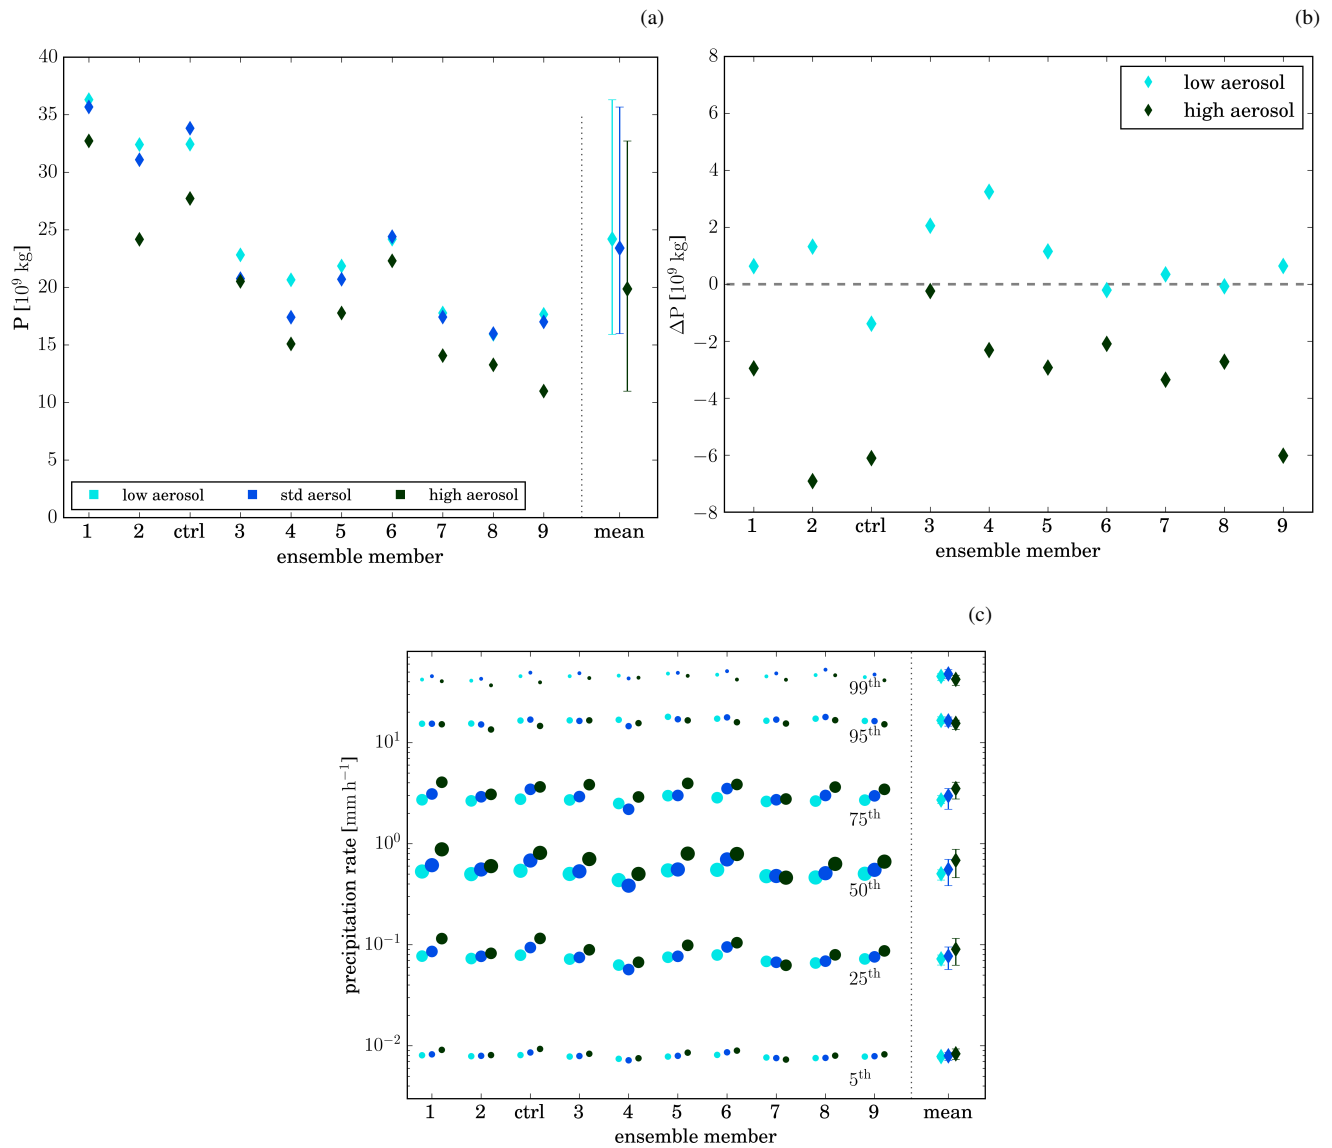 (a)
40
35
30
25
20
15
10
5
0
P [10⁹ kg]
low aerosol std aersol high aerosol
1 2 ctrl 3 4 5 6 7 8 9 mean
ensemble member
(b)
8
6
4
2
0
−2
−4
−6
−8
ΔP [10⁹ kg]
low aerosol
high aerosol
1 2 ctrl 3 4 5 6 7 8 9
ensemble member
(c)
10¹
10⁰
10⁻¹
10⁻²
precipitation rate [mm h⁻¹]
99th
95th
75th
50th
25th
5th
1 2 ctrl 3 4 5 6 7 8 9 mean
ensemble member